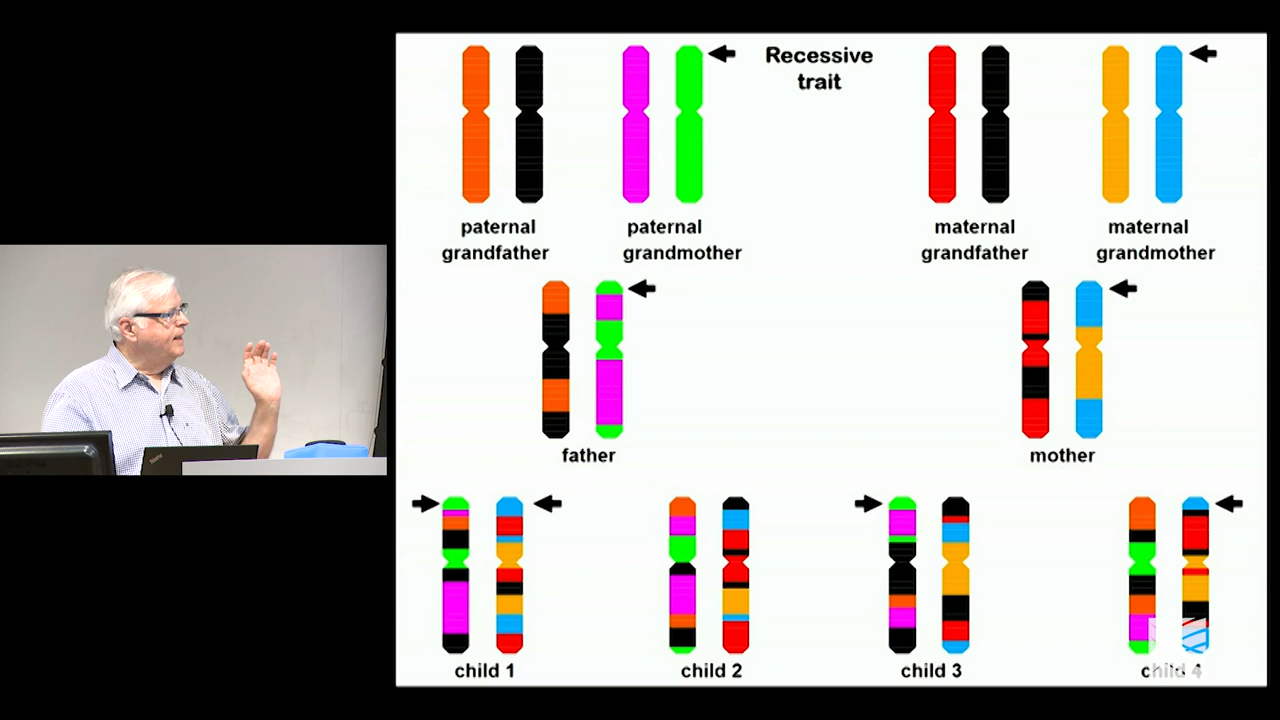 Recessive
trait
paternal
grandfather
paternal
grandmother
maternal
grandfather
maternal
grandmother
father
mother
child 1
child 2
child 3
child 4